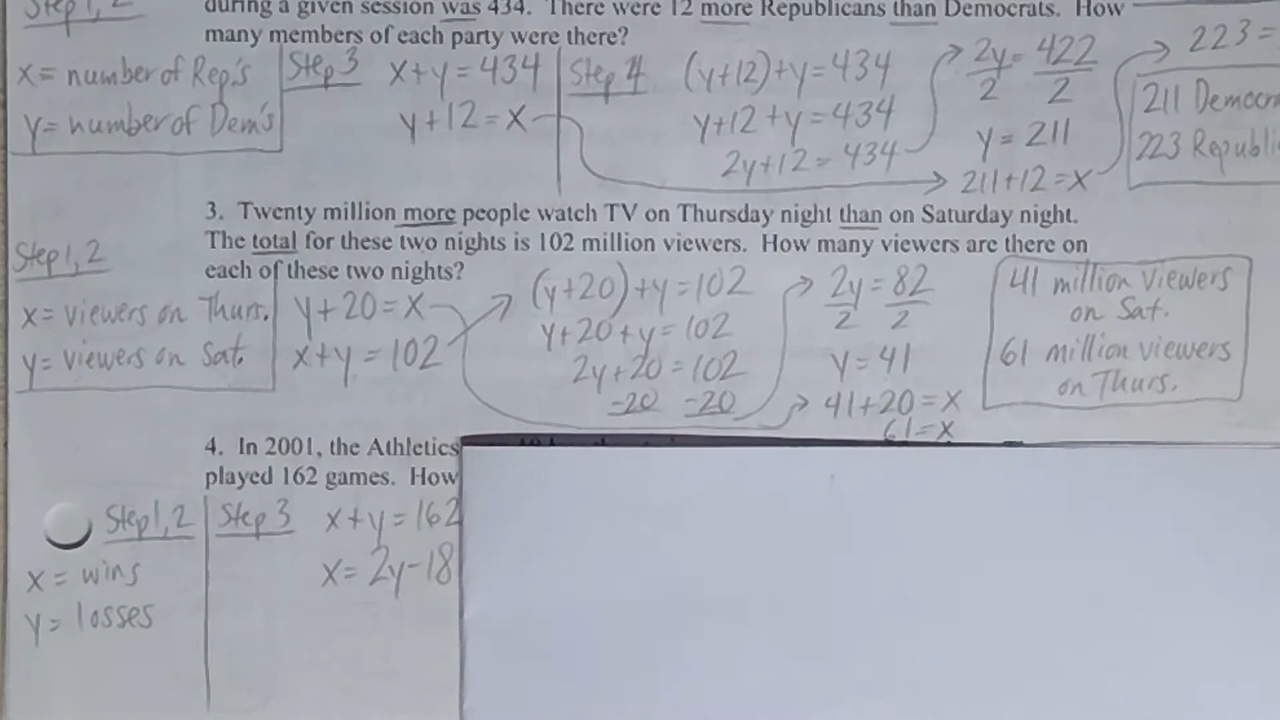 Step 1, 2
during a given session was 434. There were 12 more Republicans than Democrats. How
many members of each party were there?
x = number of Rep.'s
y = number of Dem's
Step 3
x+y=434
y+12=x
Step 4
(y+12)+y=434
y+12+y=434
2y+12=434
2y=422
2 2
y=211
211+12=x
223=
211
223
3. Twenty million more people watch TV on Thursday night than on Saturday night.
The total for these two nights is 102 million viewers. How many viewers are there on
each of these two nights?
Step 1, 2
x = viewers on Thurs.
y = viewers on Sat.
y+20=x
x+y=102
(y+20)+y=102
y+20+y=102
2y+20=102
-20 -20
2y=82
2 2
y=41
41+20=x
61=x
41 million viewers
on Sat.
61 million viewers
on Thurs.
4. In 2001, the Athletics
played 162 games. How
Step 1, 2
x = wins
y = losses
Step 3
x+y=162
x=2y-18